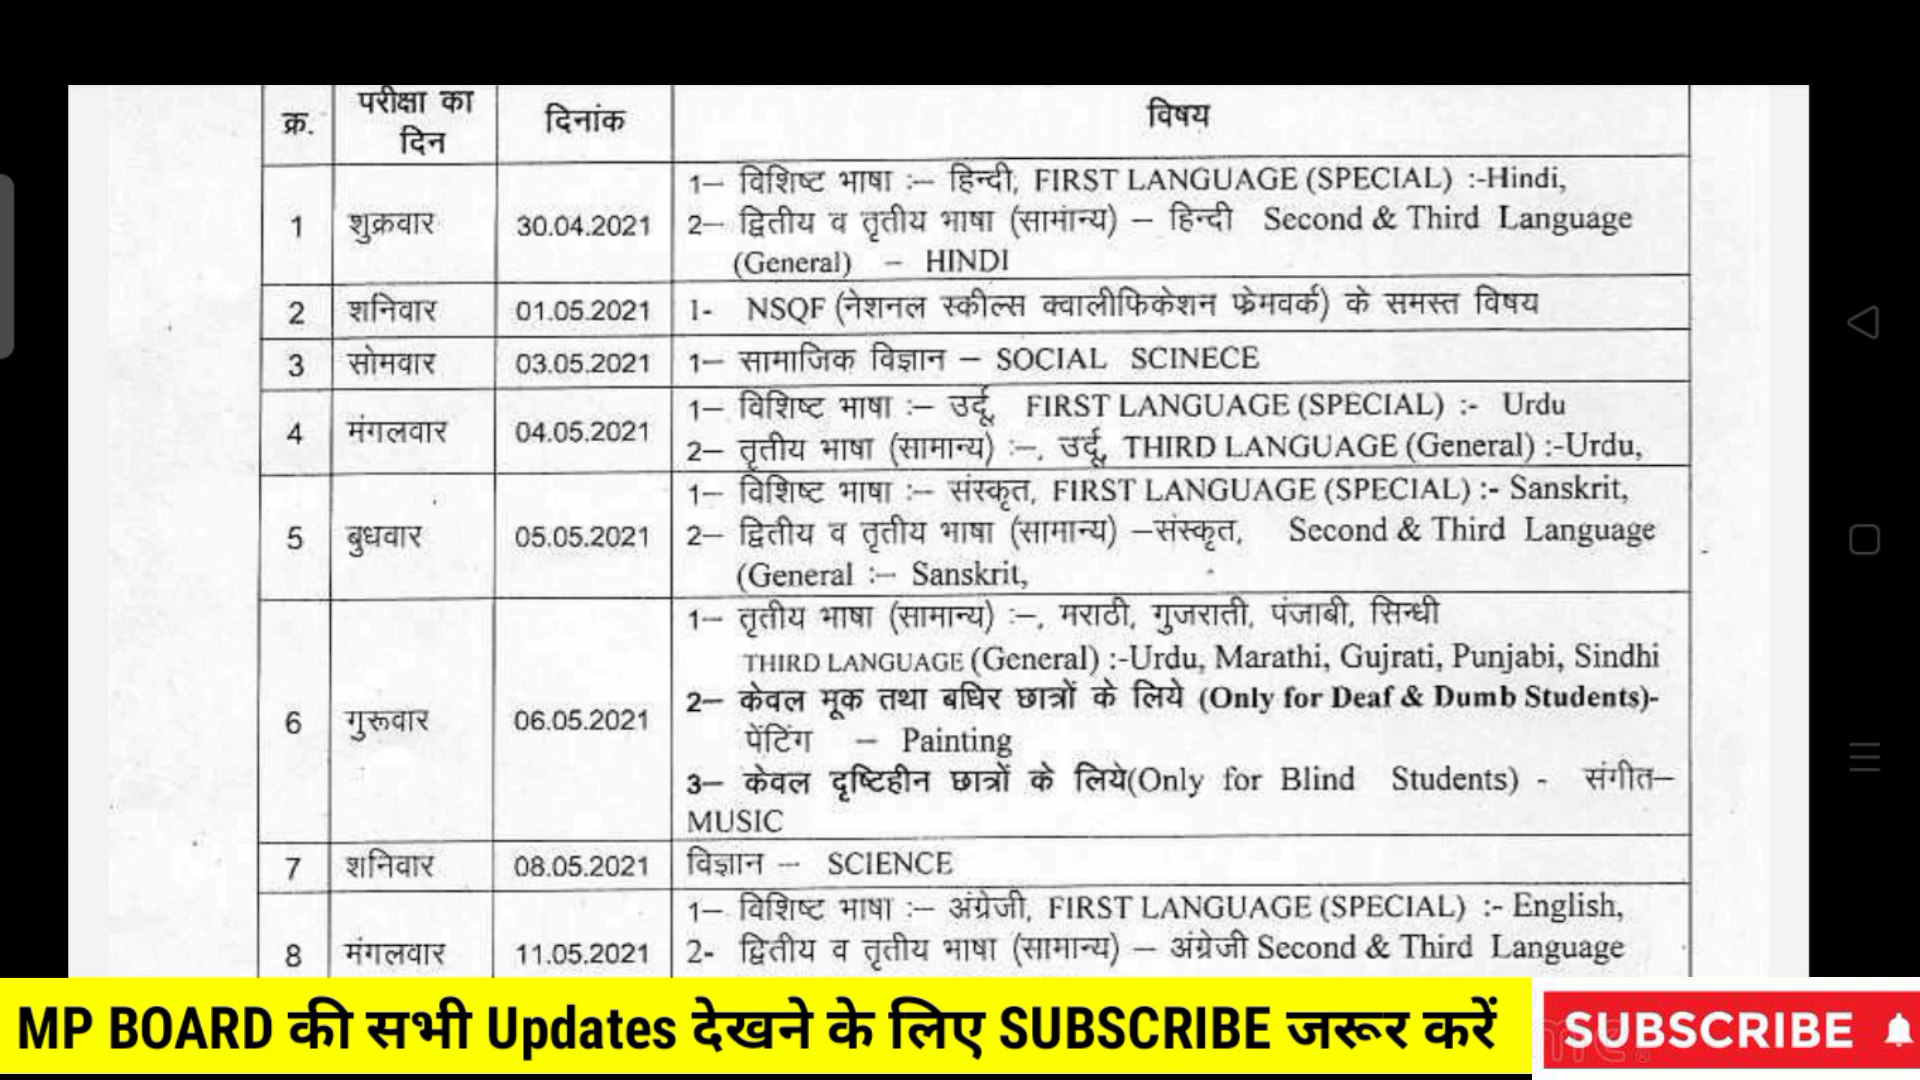 क्र.
परीक्षा का
दिन
दिनांक
विषय
1
शुक्रवार
30.04.2021
1– विशिष्ट भाषा :– हिन्दी, FIRST LANGUAGE (SPECIAL) :-Hindi,
2– द्वितीय व तृतीय भाषा (सामान्य) – हिन्दी Second & Third Language
(General) – HINDI
2
शनिवार
01.05.2021
1- NSQF (नेशनल स्कील्स क्वालीफिकेशन फ्रेमवर्क) के समस्त विषय
3
सोमवार
03.05.2021
1– सामाजिक विज्ञान – SOCIAL SCINECE
4
मंगलवार
04.05.2021
1– विशिष्ट भाषा :– उर्दू, FIRST LANGUAGE (SPECIAL) :- Urdu
2– तृतीय भाषा (सामान्य) :–, उर्दू, THIRD LANGUAGE (General) :-Urdu,
5
बुधवार
05.05.2021
1– विशिष्ट भाषा :– संस्कृत, FIRST LANGUAGE (SPECIAL) :- Sanskrit,
2– द्वितीय व तृतीय भाषा (सामान्य) –संस्कृत, Second & Third Language
(General :– Sanskrit,
6
गुरूवार
06.05.2021
1– तृतीय भाषा (सामान्य) :–, मराठी, गुजराती, पंजाबी, सिन्धी
THIRD LANGUAGE (General) :-Urdu, Marathi, Gujrati, Punjabi, Sindhi
2– केवल मूक तथा बधिर छात्रों के लिये (Only for Deaf & Dumb Students)-
पेंटिंग – Painting
3– केवल दृष्टिहीन छात्रों के लिये(Only for Blind Students) - संगीत–
MUSIC
7
शनिवार
08.05.2021
विज्ञान – SCIENCE
8
मंगलवार
11.05.2021
1– विशिष्ट भाषा :– अंग्रेजी, FIRST LANGUAGE (SPECIAL) :- English,
2- द्वितीय व तृतीय भाषा (सामान्य) – अंग्रेजी Second & Third Language
MP BOARD की सभी Updates देखने के लिए SUBSCRIBE जरूर करें
SUBSCRIBE